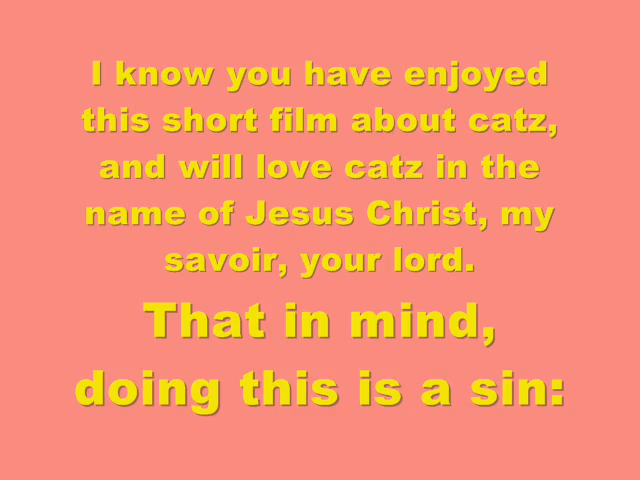 I know you have enjoyed
this short film about catz,
and will love catz in the
name of Jesus Christ, my
savoir, your lord.
That in mind,
doing this is a sin: